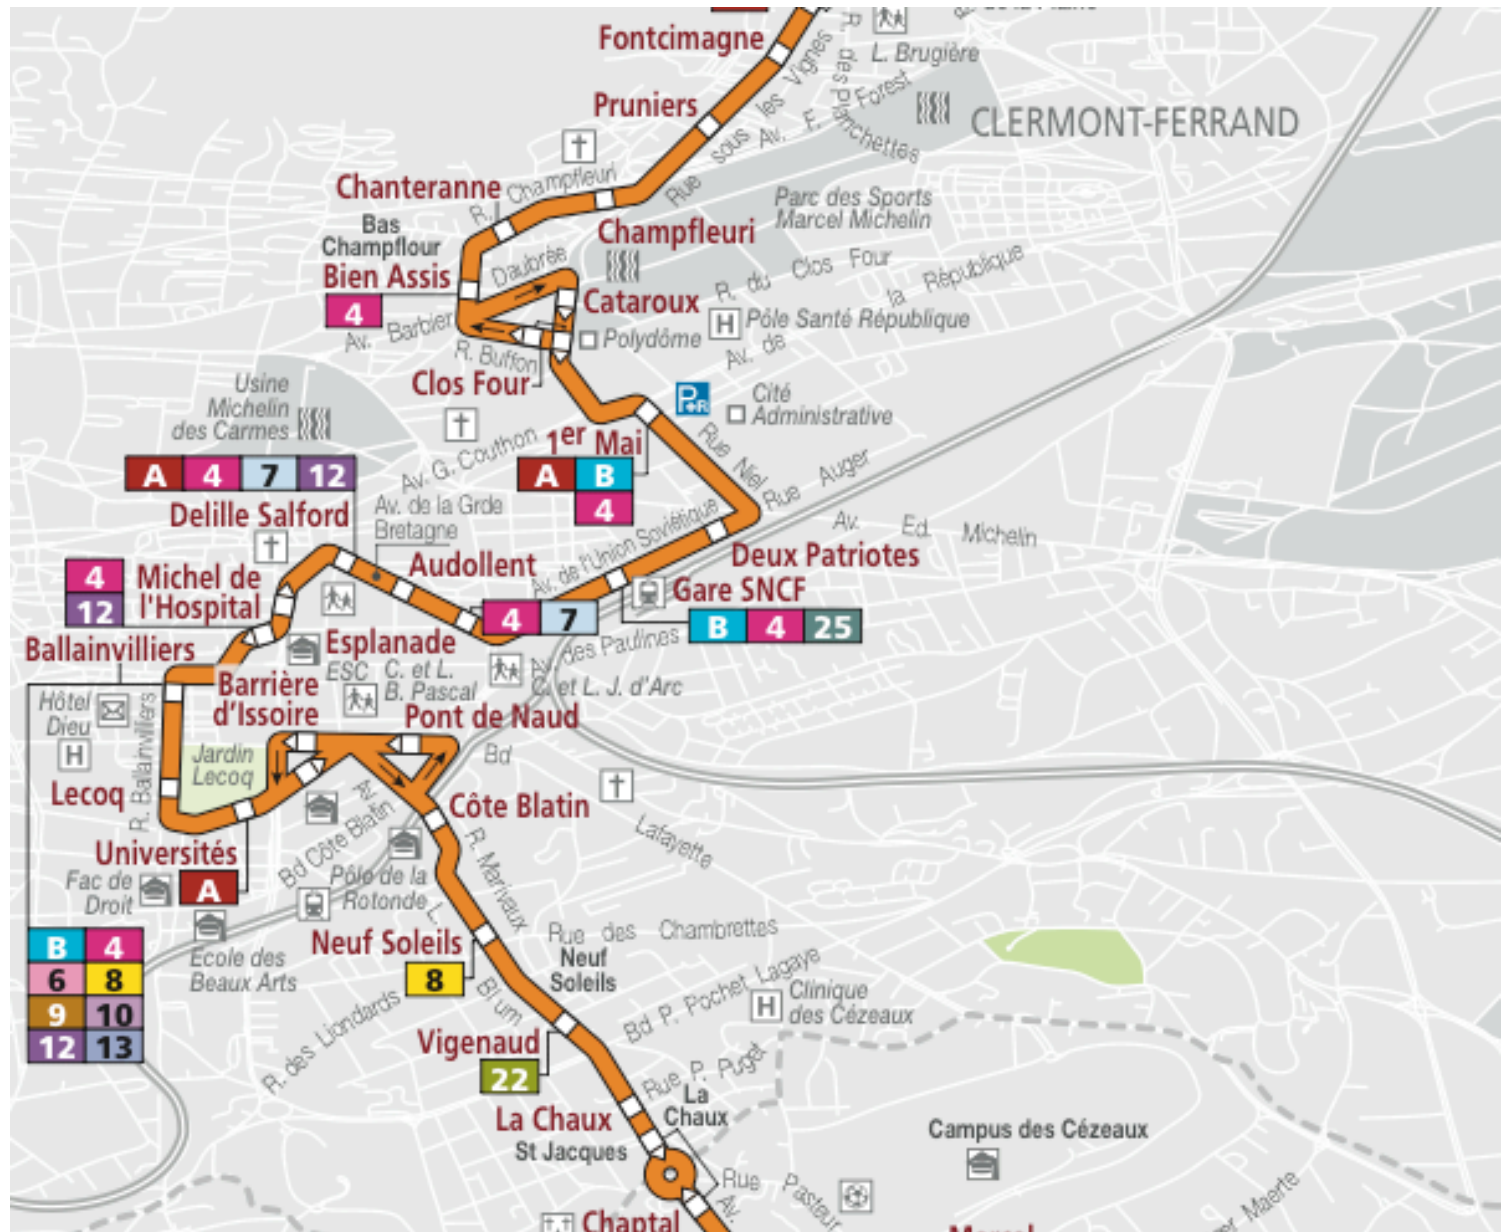 Fontcimagne
L. Brugière
R. des Planchettes
Vignes
les
sous
Rue
Pruniers
Av. F. Forest
CLERMONT-FERRAND
Chanteranne
R. Champfleuri
Parc des Sports
Marcel Michelin
Bas
Champflour
Champfleuri
Bien Assis
4
Daubrée
Av. Barbier
R. du Clos Four
Av. de la République
Cataroux
Polydôme
H
Pôle Santé République
R. Buffon
Clos Four
Usine
Michelin
des Carmes
P+R
Cité
Administrative
1er Mai
A B
4
Av. G. Couthon
Rue Niel
Rue Auger
A 4 7 12
Delille Salford
Av. de la Grde
Bretagne
Av. de l'Union Soviétique
Av. Ed. Michelin
Deux Patriotes
Audollent
4
12
Michel de
l'Hospital
Gare SNCF
B 4 25
4 7
Ballainvilliers
Esplanade
ESC
C. et L.
B. Pascal
Av. des Paulines
C. et L. J. d'Arc
Barrière
d'Issoire
Pont de Naud
Hôtel
Dieu
H
R. Ballainvilliers
Jardin
Lecoq
Bd
Lafayette
Lecoq
Côte Blatin
Bd Côte Blatin
Av.
L.
Blum
R. Marivaux
Universités
A
Fac de
Droit
Pôle de la
Rotonde
Ecole des
Beaux Arts
Neuf Soleils
8
Rue des Chambrettes
Neuf
Soleils
B 4
6 8
9 10
12 13
R. des Liondards
Bd P. Pochet Lagaye
H
Clinique
des Cézeaux
Vigenaud
22
Rue P. Puget
La
Chaux
La Chaux
St Jacques
Campus des Cézeaux
Rue Pasteur
Av.
Chaptal
Maerte